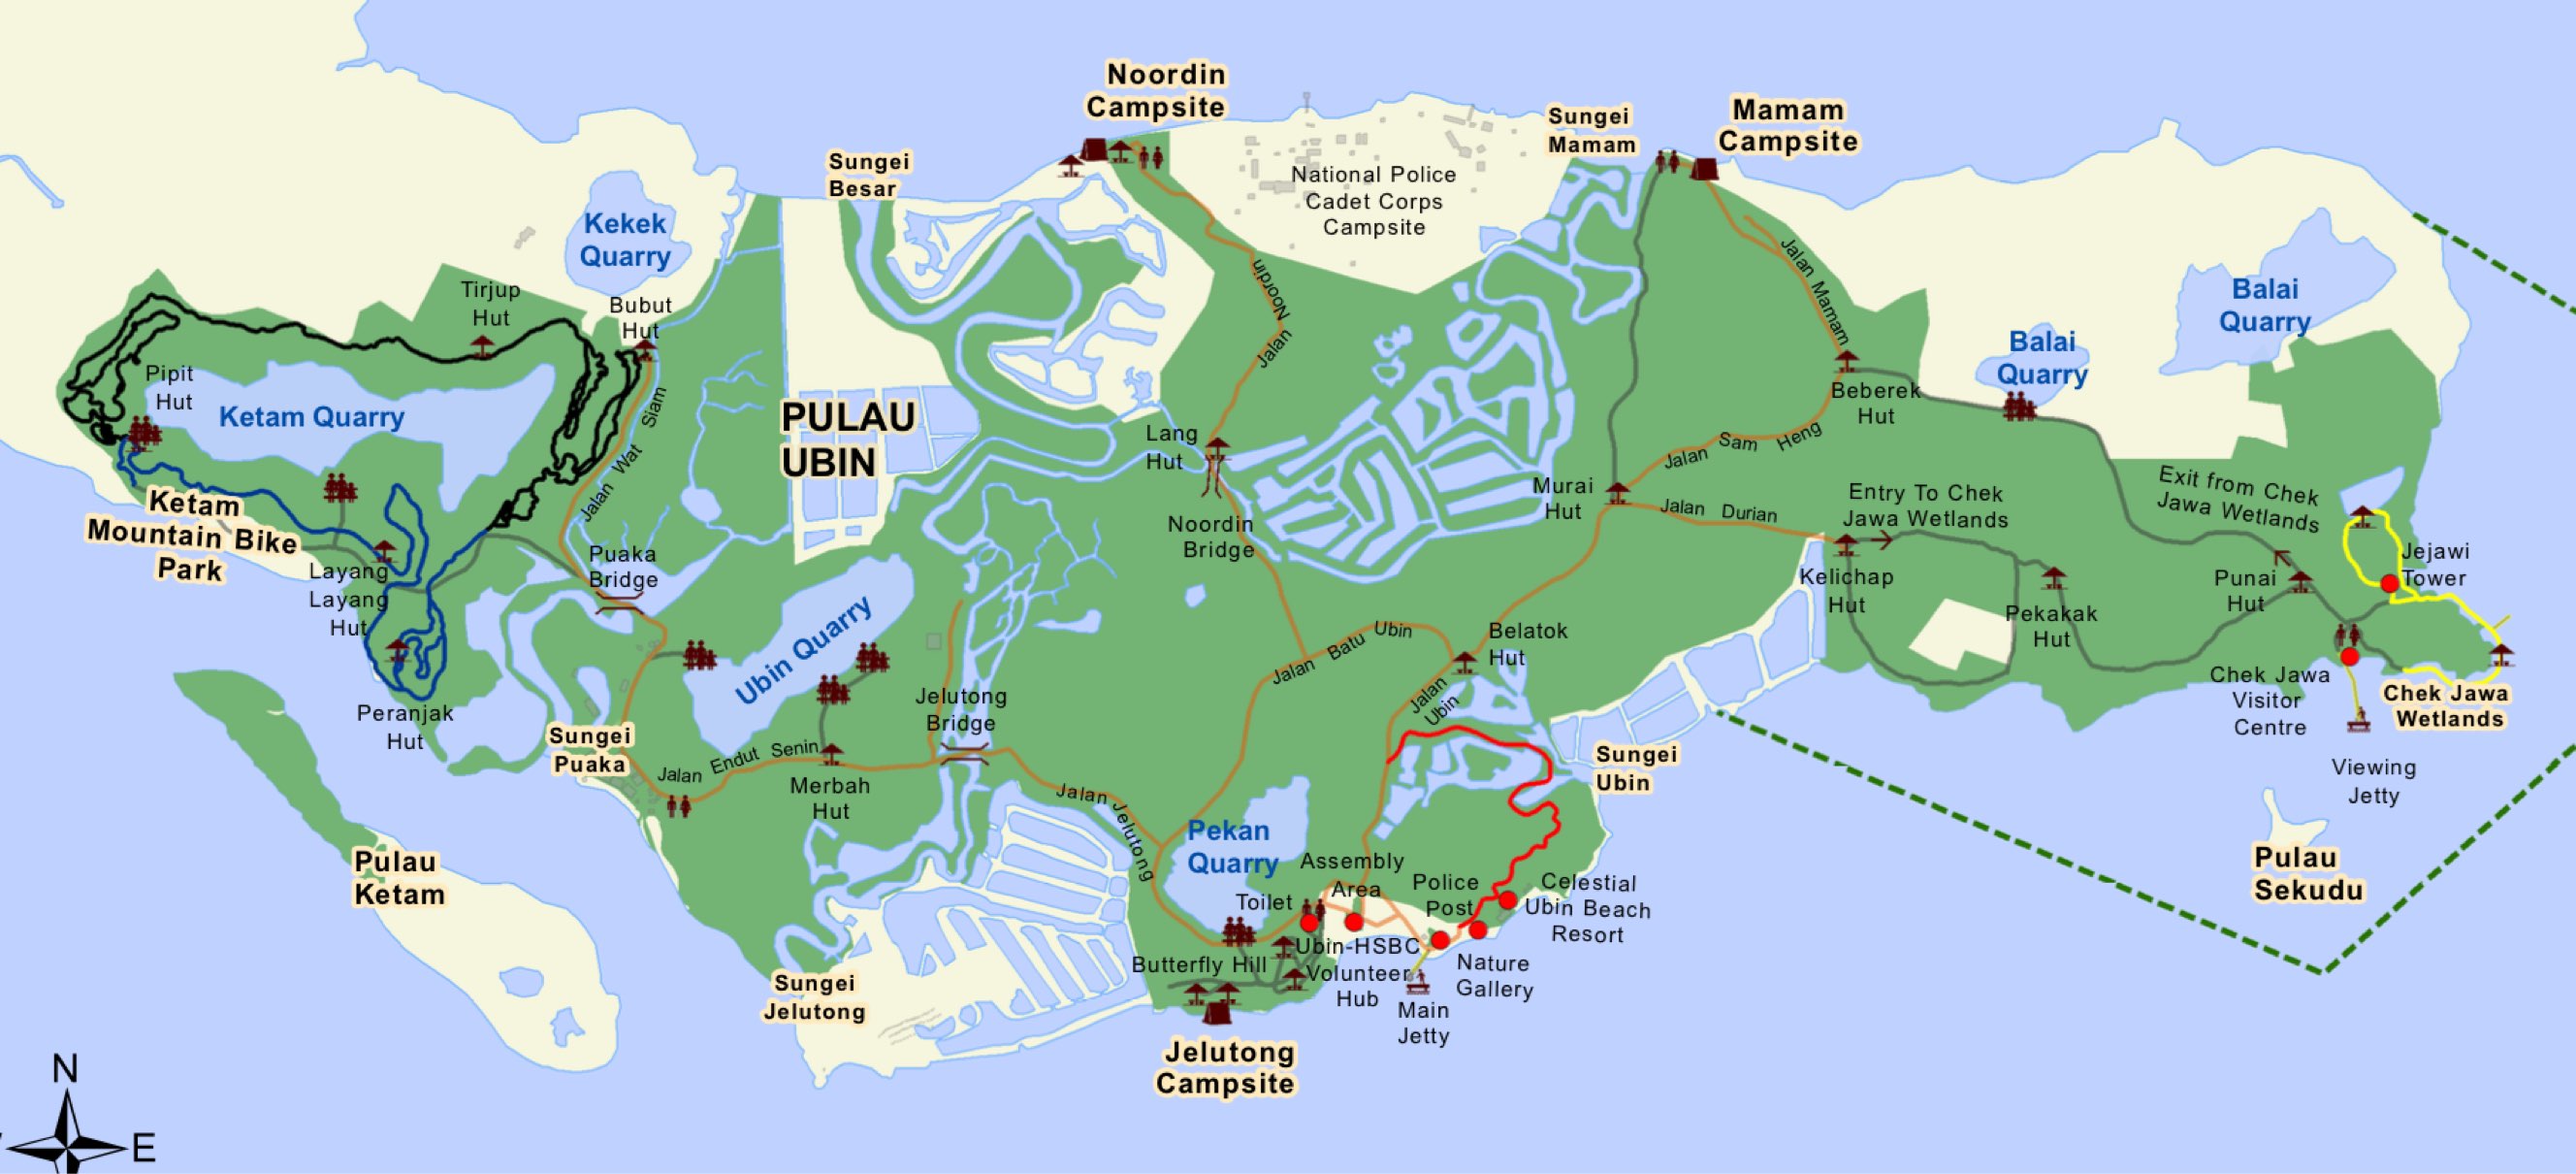 Noordin
Campsite
Mamam
Campsite
Sungei
Mamam
Sungei
Besar
National Police
Cadet Corps
Campsite
Kekek
Quarry
Tirjup
Hut
Bubut
Hut
Pipit
Hut
Ketam Quarry
Jalan Wat Siam
PULAU
UBIN
Jalan Noordin
Lang
Hut
Noordin
Bridge
Jalan Mamam
Beberek
Hut
Balai
Quarry
Balai
Quarry
Jalan Sam Heng
Murai
Hut
Jalan Durian
Entry To Chek
Jawa Wetlands
Exit from Chek
Jawa Wetlands
Ketam
Mountain Bike
Park
Layang
Layang
Hut
Puaka
Bridge
Kelichap
Hut
Pekakak
Hut
Punai
Hut
Jejawi
Tower
Peranjak
Hut
Ubin Quarry
Jelutong
Bridge
Jalan Batu Ubin
Belatok
Hut
Jalan
Ubin
Chek Jawa
Visitor
Centre
Chek Jawa
Wetlands
Viewing
Jetty
Sungei
Puaka
Jalan Endut Senin
Merbah
Hut
Jalan Jelutong
Sungei
Ubin
Pulau
Ketam
Pekan
Quarry
Assembly
Area
Toilet
Police
Post
Celestial
Ubin Beach
Resort
Pulau
Sekudu
Butterfly Hill
Ubin-HSBC
Volunteer
Hub
Nature
Gallery
Main
Jetty
Sungei
Jelutong
Jelutong
Campsite
N
E